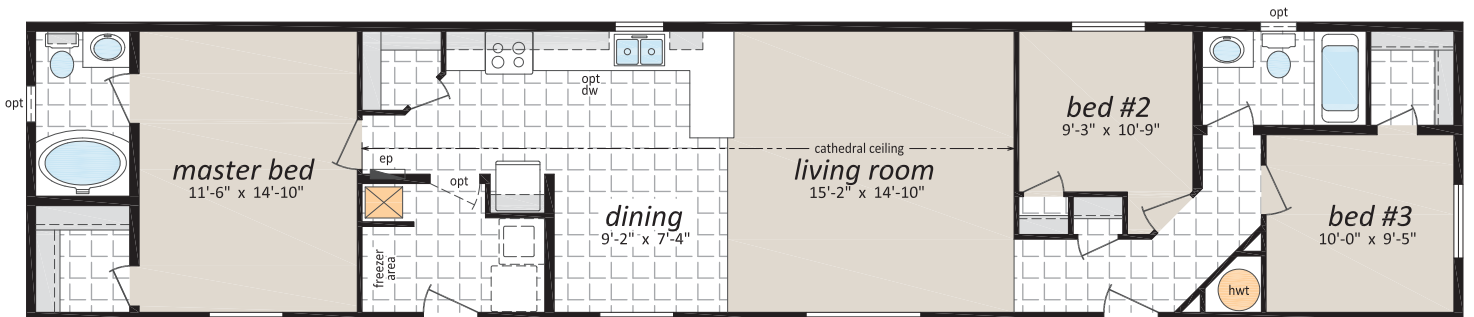 opt
opt
opt
dw
bed #2
9'-3" x 10'-9"
cathedral ceiling
ep
master bed
11'-6" x 14'-10"
opt
living room
15'-2" x 14'-10"
dining
9'-2" x 7'-4"
bed #3
10'-0" x 9'-5"
freezer
area
hwt